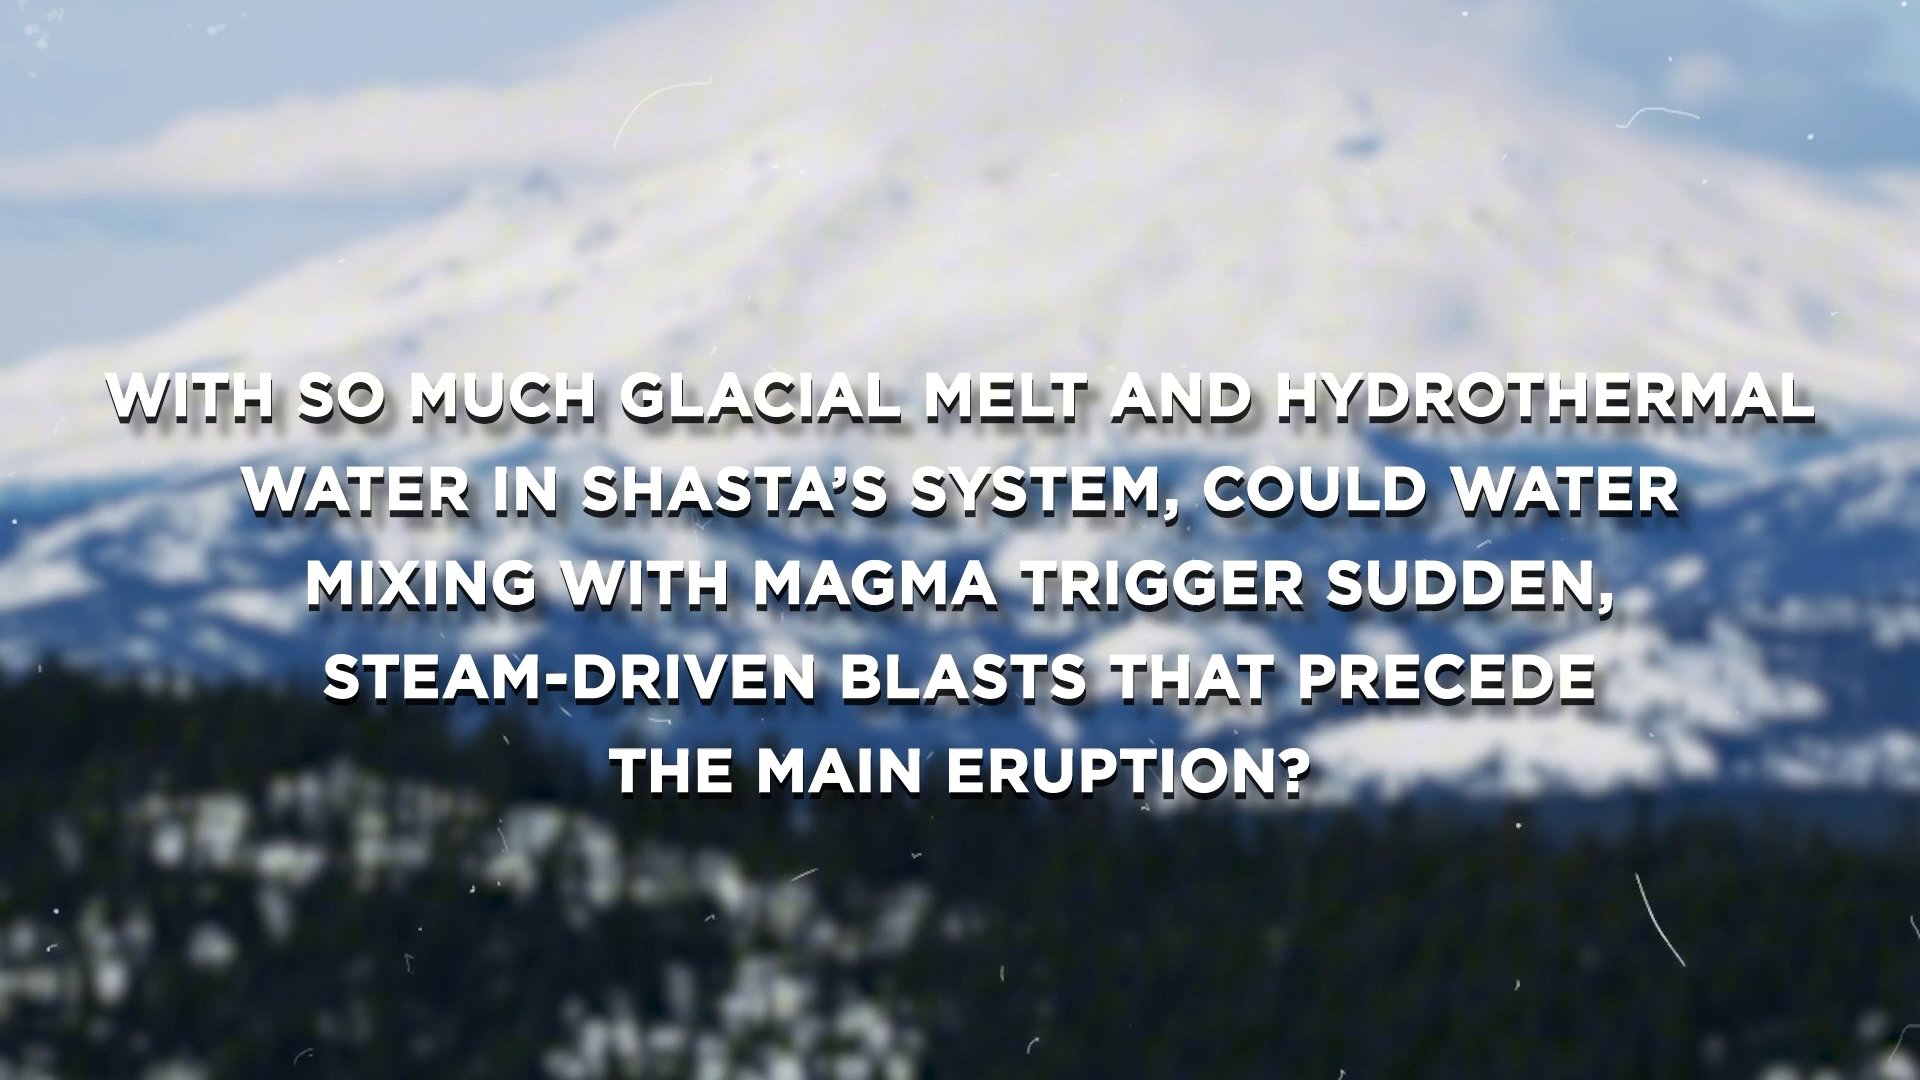 WITH SO MUCH GLACIAL MELT AND HYDROTHERMAL
WATER IN SHASTA’S SYSTEM, COULD WATER
MIXING WITH MAGMA TRIGGER SUDDEN,
STEAM-DRIVEN BLASTS THAT PRECEDE
THE MAIN ERUPTION?